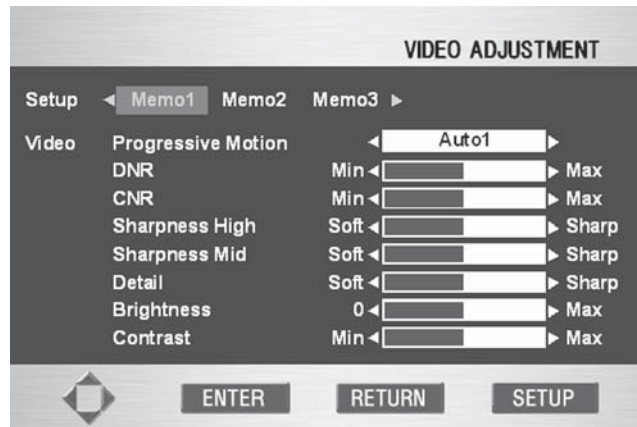 VIDEO ADJUSTMENT
Setup Memo1 Memo2 Memo3
Video Progressive Motion Auto1
DNR Min Max
CNR Min Max
Sharpness High Soft Sharp
Sharpness Mid Soft Sharp
Detail Soft Sharp
Brightness 0 Max
Contrast Min Max
ENTER RETURN SETUP